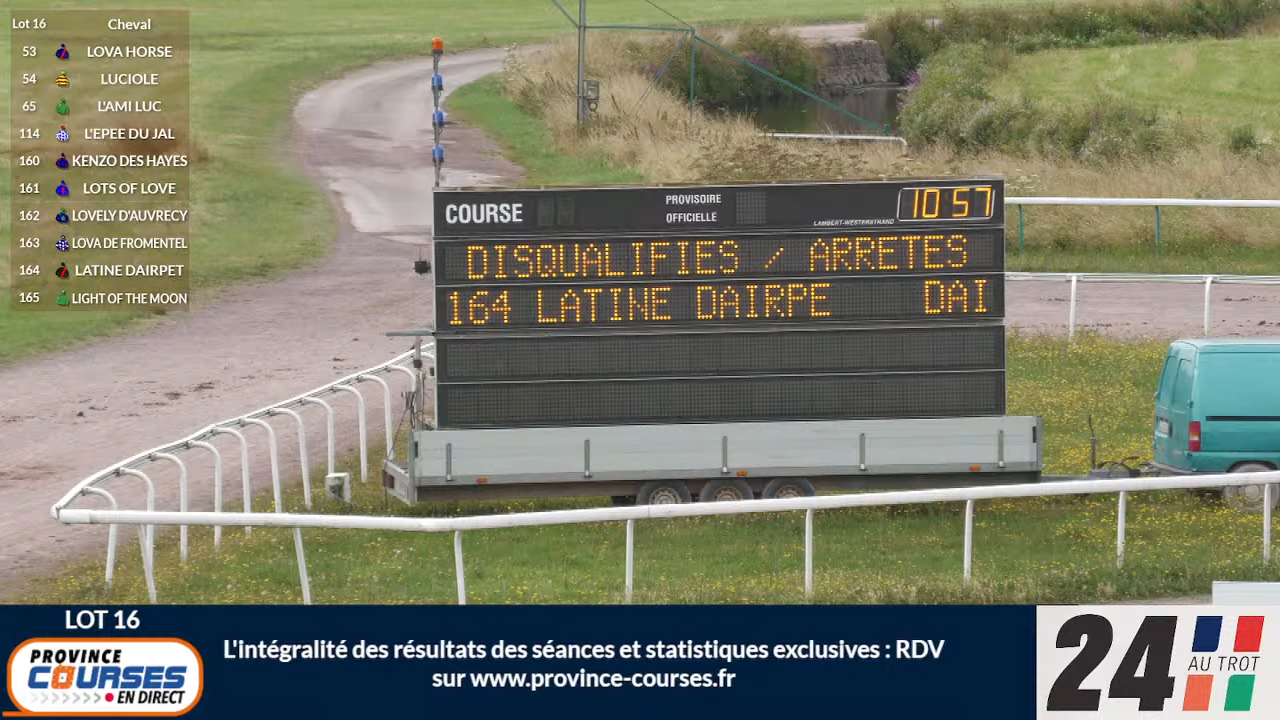 Lot 16 Cheval
53 LOVA HORSE
54 LUCIOLE
65 L'AMI LUC
114 L'EPEE DU JAL
160 KENZO DES HAYES
161 LOTS OF LOVE
162 LOVELY D'AUVRECY
163 LOVA DE FROMENTEL
164 LATINE DAIRPET
165 LIGHT OF THE MOON
COURSE
PROVISOIRE
OFFICIELLE
LAMBERT-WESTERSTRAND
10 57
DISQUALIFIES / ARRETES
164 LATINE DAIRPE DAI
LOT 16
PROVINCE
COURSES
EN DIRECT
L'intégralité des résultats des séances et statistiques exclusives : RDV
sur www.province-courses.fr
24
AU TROT